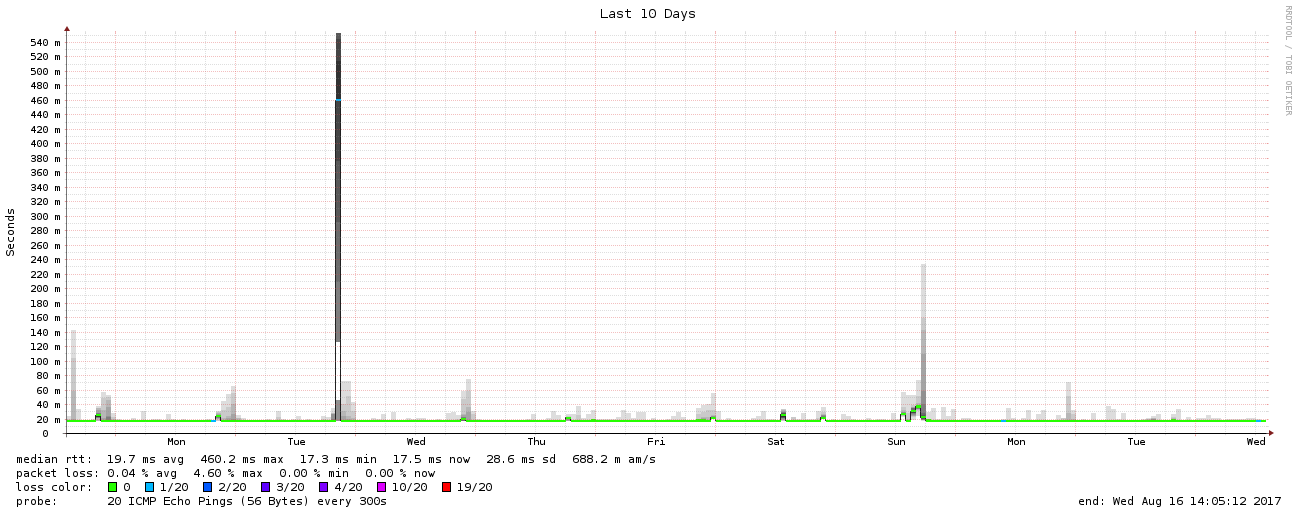 Last 10 Days
RRDTOOL / TOBI OETIKER
Seconds
540 m
520 m
500 m
480 m
460 m
440 m
420 m
400 m
380 m
360 m
340 m
320 m
300 m
280 m
260 m
240 m
220 m
200 m
180 m
160 m
140 m
120 m
100 m
80 m
60 m
40 m
20 m
0
Mon Tue Wed Thu Fri Sat Sun Mon Tue Wed
median rtt: 19.7 ms avg 460.2 ms max 17.3 ms min 17.5 ms now 28.6 ms sd 688.2 m am/s
packet loss: 0.04 % avg 4.60 % max 0.00 % min 0.00 % now
loss color: 0 1/20 2/20 3/20 4/20 10/20 19/20
probe: 20 ICMP Echo Pings (56 Bytes) every 300s end: Wed Aug 16 14:05:12 2017